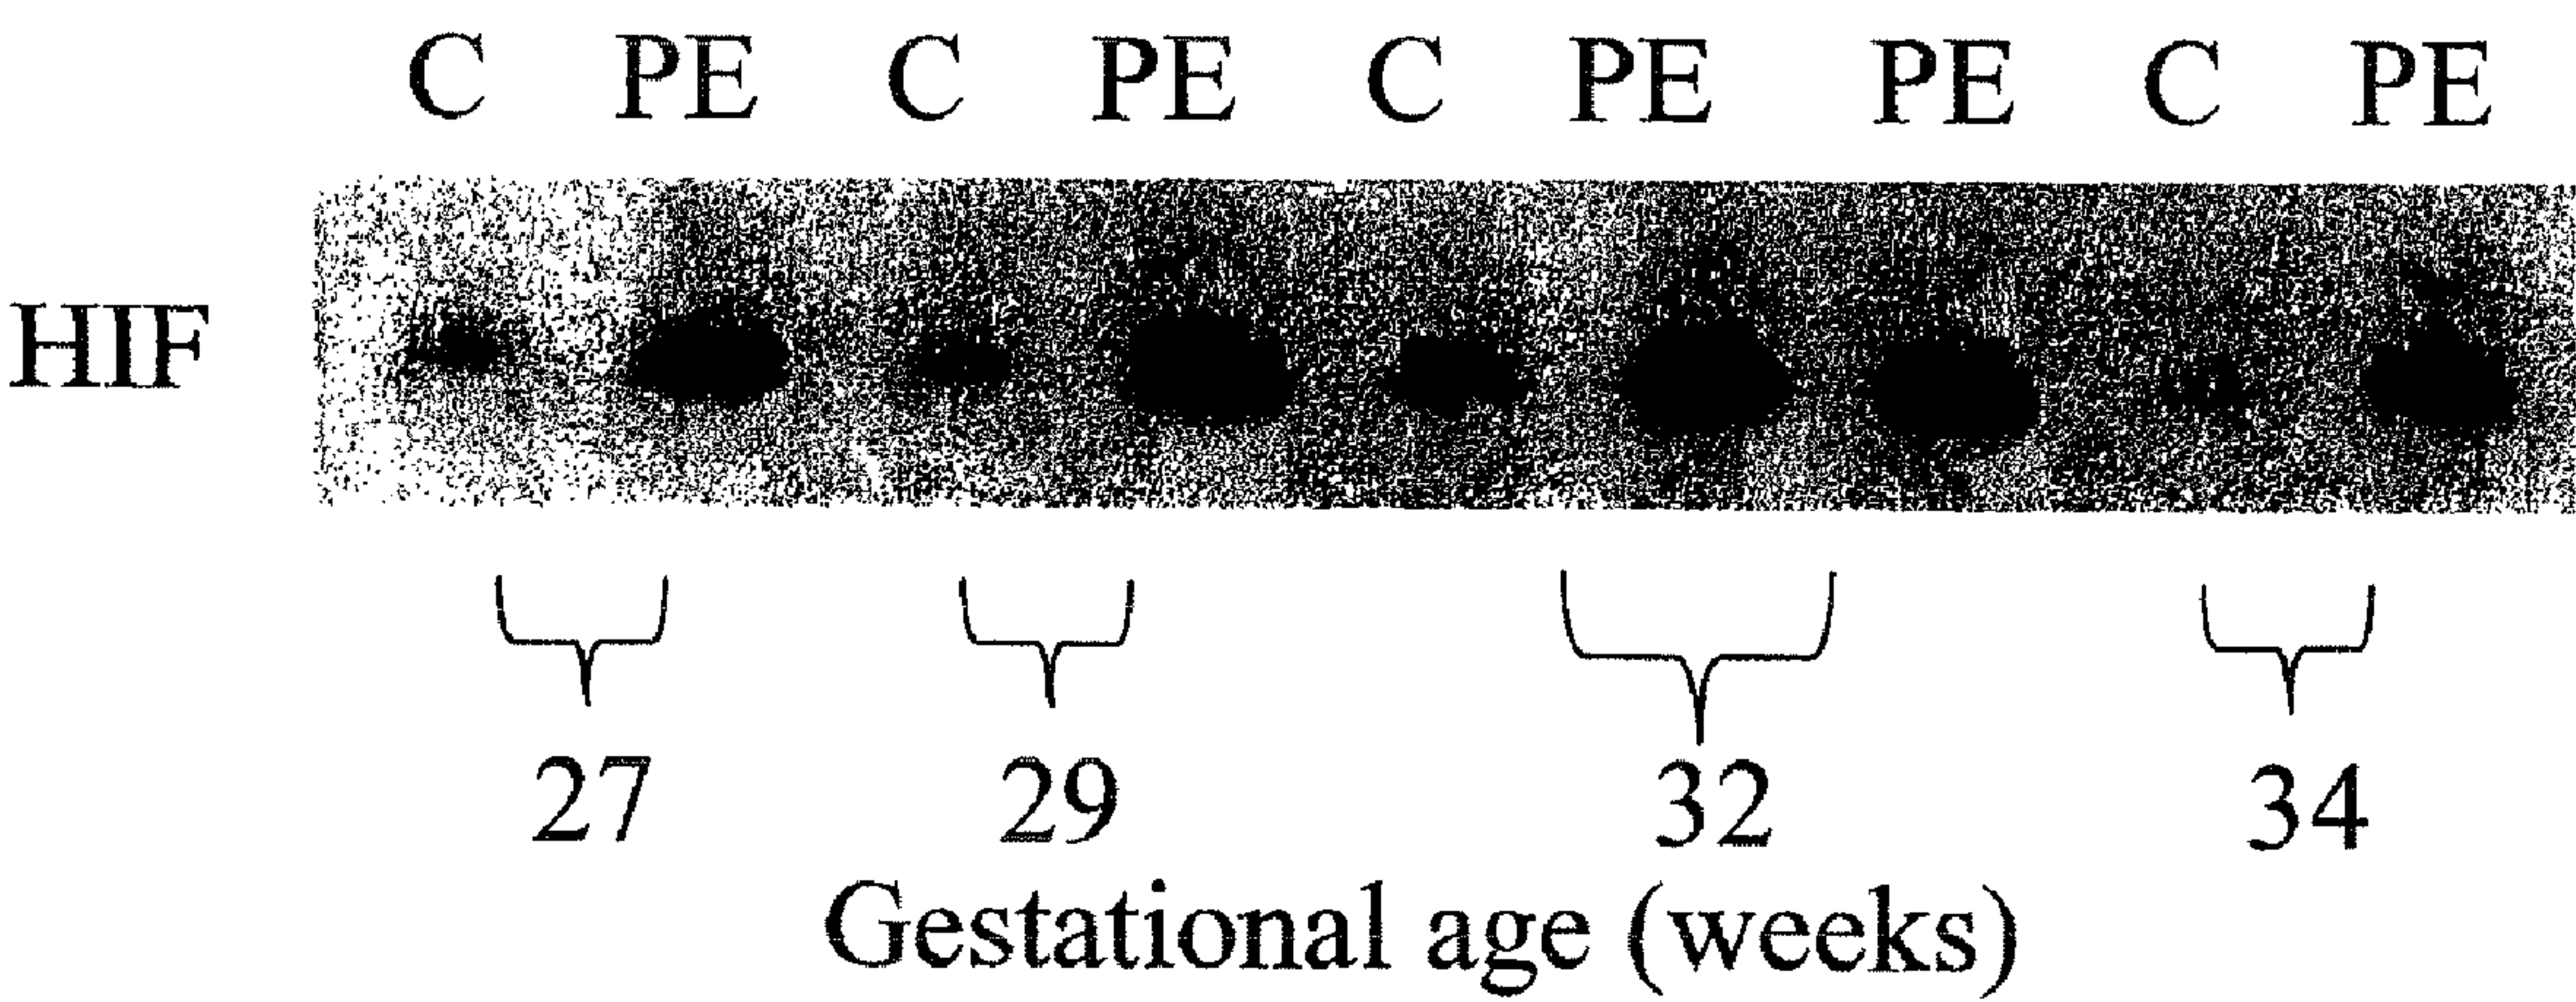 C PE C PE C PE PE C PE
HIF
27 29 32 34
Gestational age (weeks)